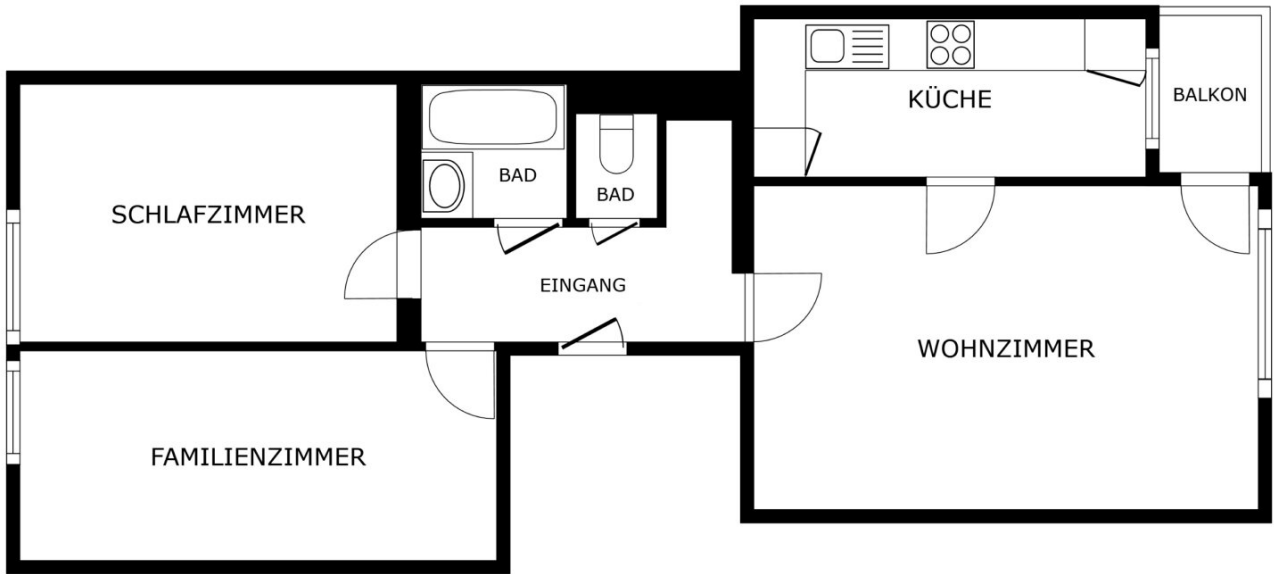 KÜCHE
BALKON
BAD
BAD
SCHLAFZIMMER
EINGANG
WOHNZIMMER
FAMILIENZIMMER